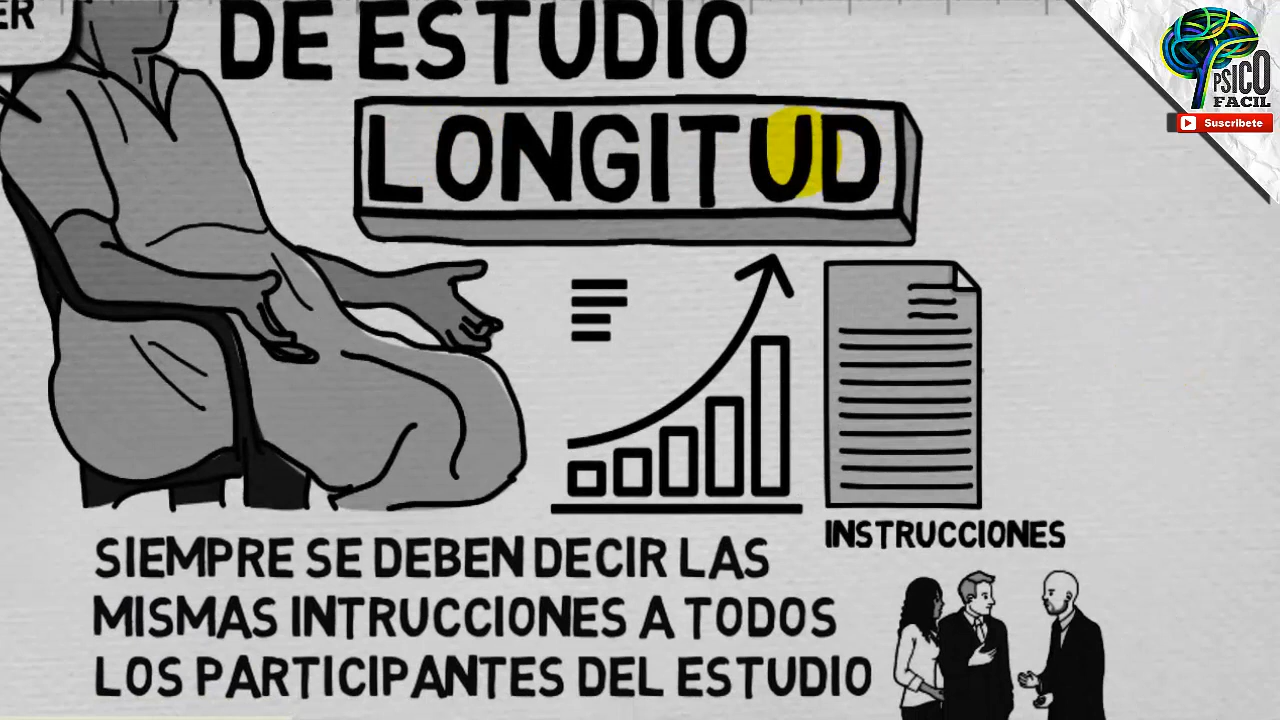 ER
DE ESTUDIO
LONGITUD
INSTRUCCIONES
SIEMPRE SE DEBEN DECIR LAS
MISMAS INTRUCCIONES A TODOS
LOS PARTICIPANTES DEL ESTUDIO
PSICO
FACIL
Suscribete